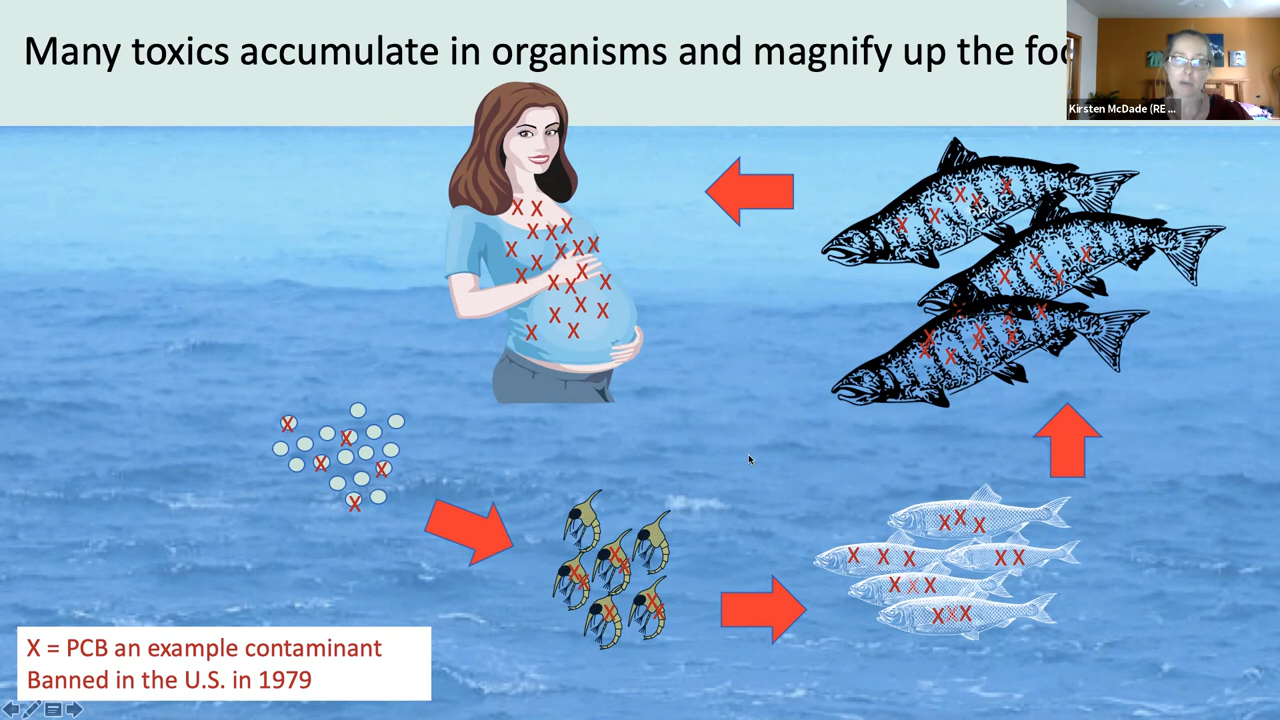 Many toxics accumulate in organisms and magnify up the
Kirsten McDade (RE ...
X = PCB an example contaminant
Banned in the U.S. in 1979